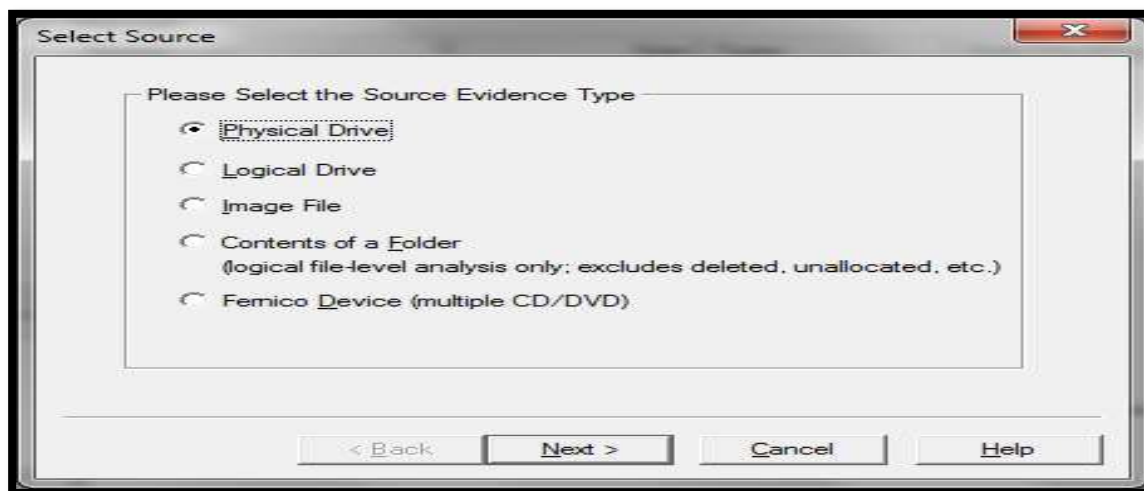 Select Source
Please Select the Source Evidence Type
Physical Drive
Logical Drive
Image File
Contents of a Folder
(logical file-level analysis only; excludes deleted, unallocated, etc.)
Fernico Device (multiple CD/DVD)
< Back
Next >
Cancel
Help